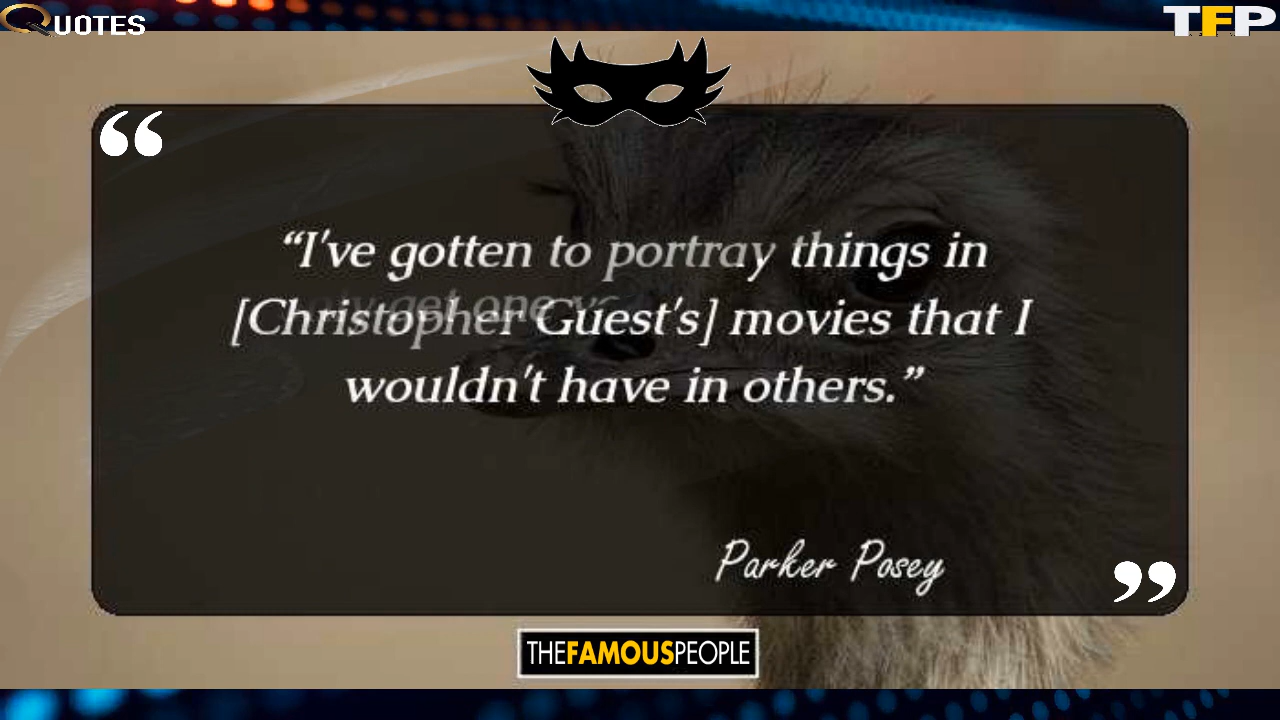 QUOTES
TFP
“I've gotten to portray things in
[Christopher Guest's] movies that I
wouldn't have in others.”
Parker Posey
THEFAMOUSPEOPLE